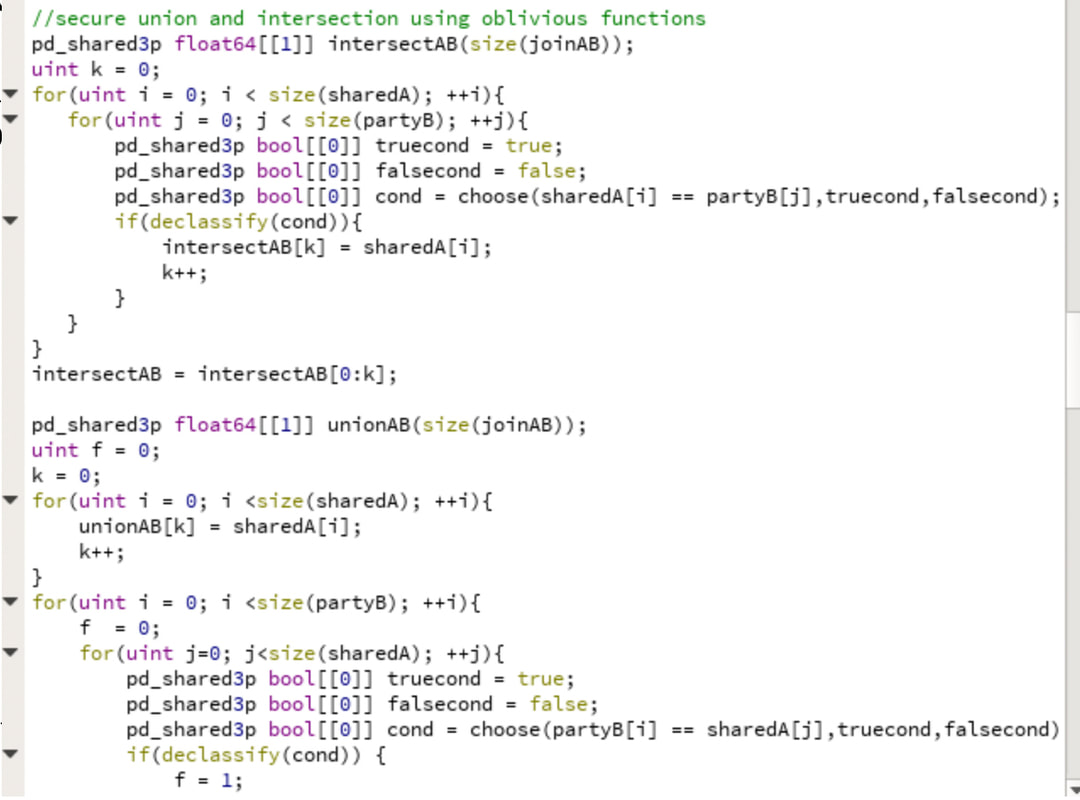 //secure union and intersection using oblivious functions
pd_shared3p float64[[1]] intersectAB(size(joinAB));
uint k = 0;
for(uint i = 0; i < size(sharedA); ++i){
   for(uint j = 0; j < size(partyB); ++j){
       pd_shared3p bool[[0]] truecond = true;
       pd_shared3p bool[[0]] falsecond = false;
       pd_shared3p bool[[0]] cond = choose(sharedA[i] == partyB[j],truecond,falsecond);
       if(declassify(cond)){
           intersectAB[k] = sharedA[i];
           k++;
       }
   }
}
intersectAB = intersectAB[0:k];

pd_shared3p float64[[1]] unionAB(size(joinAB));
uint f = 0;
k = 0;
for(uint i = 0; i <size(sharedA); ++i){
    unionAB[k] = sharedA[i];
    k++;
}
for(uint i = 0; i <size(partyB); ++i){
    f  = 0;
    for(uint j=0; j<size(sharedA); ++j){
        pd_shared3p bool[[0]] truecond = true;
        pd_shared3p bool[[0]] falsecond = false;
        pd_shared3p bool[[0]] cond = choose(partyB[i] == sharedA[j],truecond,falsecond)
        if(declassify(cond)) {
            f = 1;